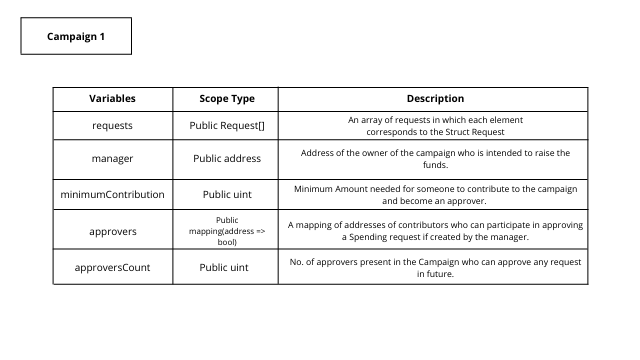 Campaign 1
Variables Scope Type Description
requests Public Request[] An array of requests in which each element
corresponds to the Struct Request
manager Public address Address of the owner of the campaign who is intended to raise the
funds.
minimumContribution Public uint Minimum Amount needed for someone to contribute to the campaign
and become an approver.
approvers
Public
mapping(address =>
bool)
A mapping of addresses of contributors who can participate in approving
a Spending request if created by the manager.
approversCount Public uint No. of approvers present in the Campaign who can approve any request
in future.